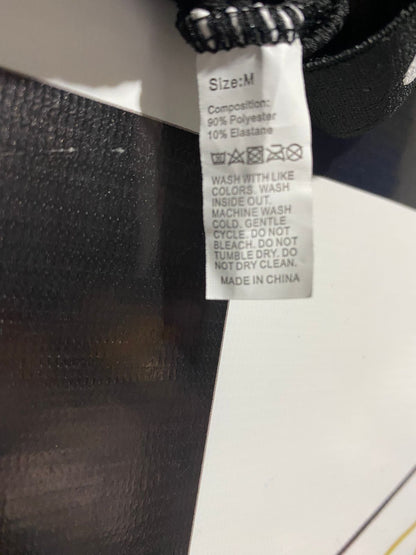 Size:M
Composition:
90% Polyester
10% Elastane
WASH WITH LIKE
COLORS. WASH
INSIDE OUT.
MACHINE WASH
COLD. GENTLE
CYCLE. DO NOT
BLEACH. DO NOT
TUMBLE DRY. DO
NOT DRY CLEAN.
MADE IN CHINA